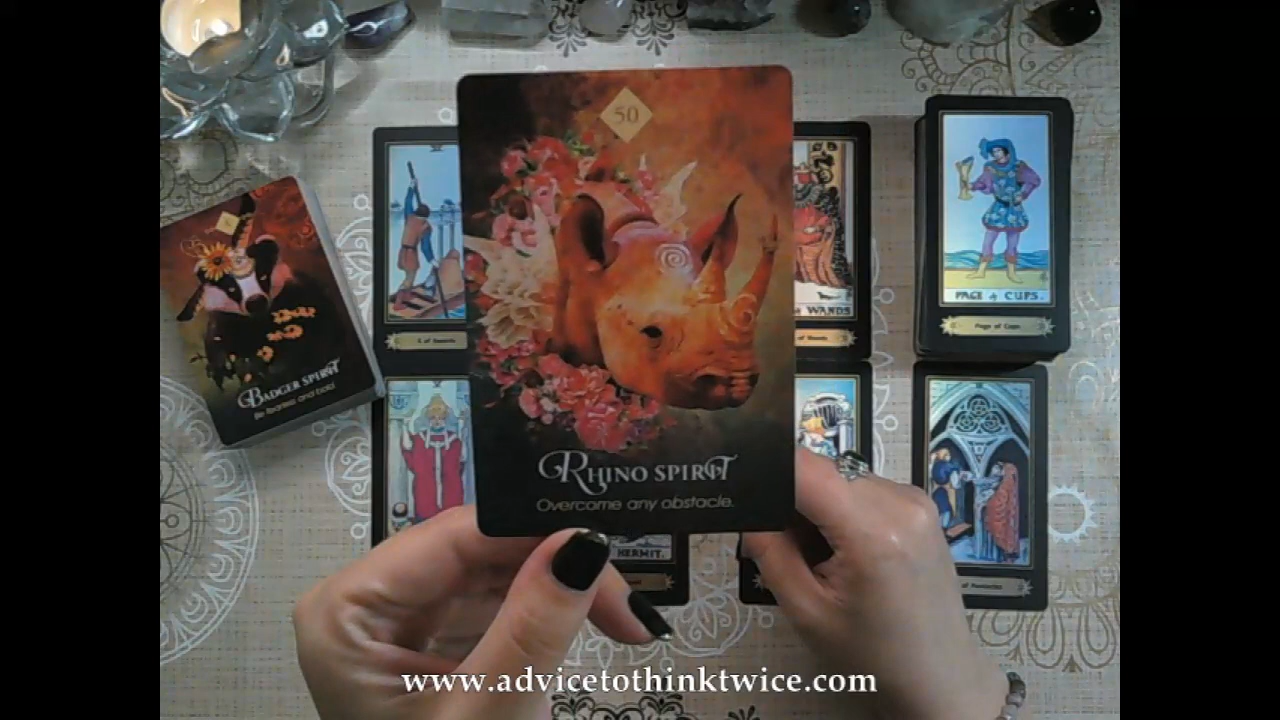 50
RHINO SPIRIT
Overcome any obstacle.
BADGER SPIRIT
Be fearless and bold
WANDS
PAGE of CUPS.
Page of Cups
HERMIT.
www.advicetothinktwice.com